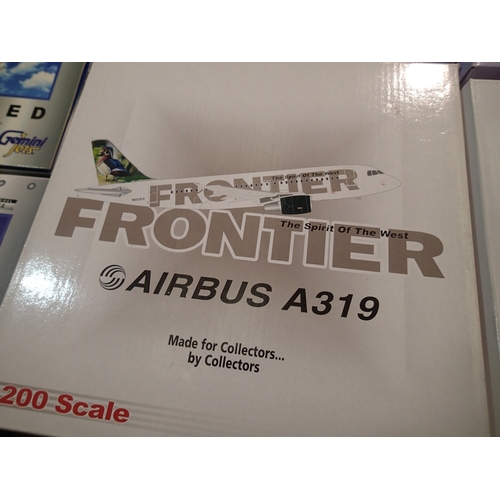 ED
Gemini
Jets
The Spirit Of The West
FRONTIER
FRONTIER
The Spirit Of The West
AIRBUS A319
Made for Collectors...
by Collectors
200 Scale